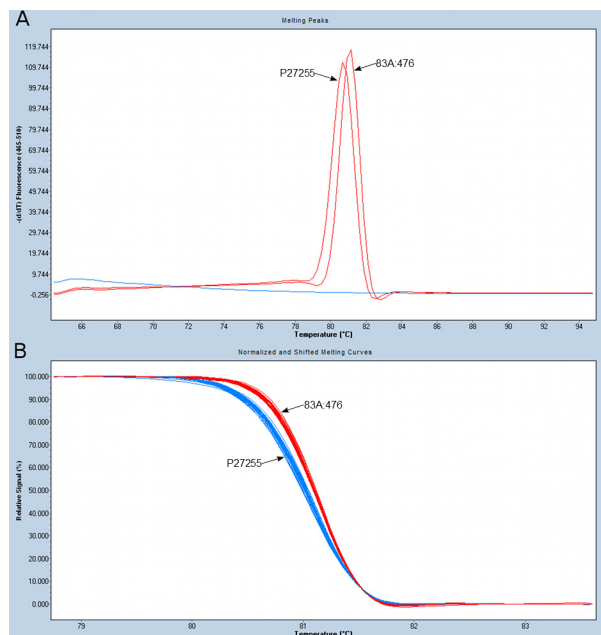 A
Melting Peaks
119.744
109.744
99.744
89.744
79.744
69.744
59.744
49.744
39.744
29.744
19.744
9.744
-0.256
-(d/dT) Fluorescence (465-510)
P27255
83A:476
66 68 70 72 74 76 78 80 82 84 86 88 90 92 94
Temperature (°C)
B
Normalized and Shifted Melting Curves
100.000
90.000
80.000
70.000
60.000
50.000
40.000
30.000
20.000
10.000
0.000
Relative Signal (%)
83A:476
P27255
79 80 81 82 83
Temperature (°C)